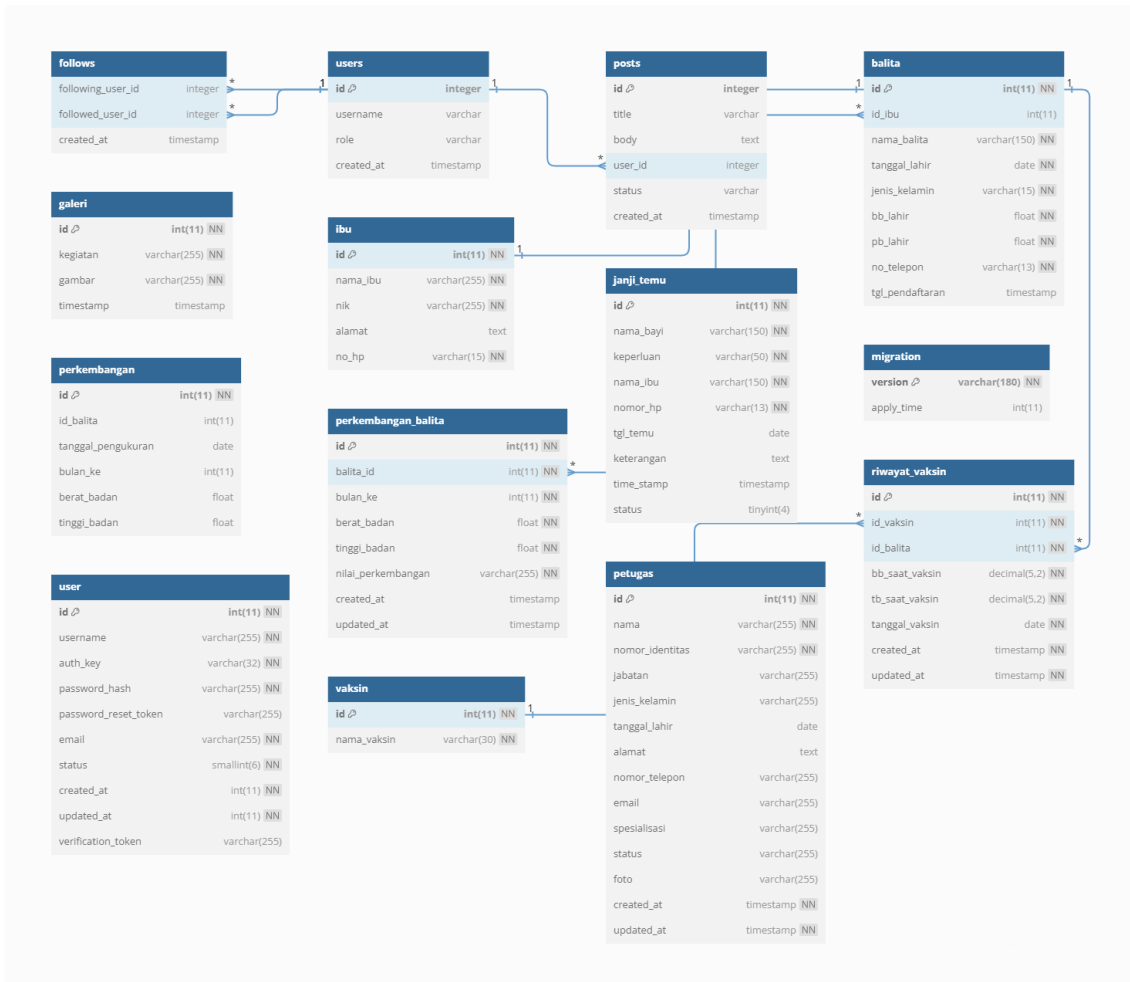 follows
following_user_id integer
followed_user_id integer
created_at timestamp
galeri
id int(11) NN
kegiatan varchar(255) NN
gambar varchar(255) NN
timestamp timestamp
perkembangan
id int(11) NN
id_balita int(11)
tanggal_pengukuran date
bulan_ke int(11)
berat_badan float
tinggi_badan float
user
id int(11) NN
username varchar(255) NN
auth_key varchar(32) NN
password_hash varchar(255) NN
password_reset_token varchar(255)
email varchar(255) NN
status smallint(6) NN
created_at int(11) NN
updated_at int(11) NN
verification_token varchar(255)
* 1
*
users
id integer
username varchar
role varchar
created_at timestamp
1
*
ibu
id int(11) NN
nama_ibu varchar(255) NN
nik varchar(255) NN
alamat text
no_hp varchar(15) NN
1
perkembangan_balita
id int(11) NN
balita_id int(11) NN
bulan_ke int(11) NN
berat_badan float NN
tinggi_badan float NN
nilai_perkembangan varchar(255) NN
created_at timestamp
updated_at timestamp
*
vaksin
id int(11) NN
nama_vaksin varchar(30) NN
1
posts
id integer
title varchar
body text
user_id integer
status varchar
created_at timestamp
janji_temu
id int(11) NN
nama_bayi varchar(150) NN
keperluan varchar(50) NN
nama_ibu varchar(150) NN
nomor_hp varchar(13) NN
tgl_temu date
keterangan text
time_stamp timestamp
status tinyint(4)
petugas
id int(11) NN
nama varchar(255) NN
nomor_identitas varchar(255) NN
jabatan varchar(255)
jenis_kelamin varchar(255)
tanggal_lahir date
alamat text
nomor_telepon varchar(255)
email varchar(255)
spesialisasi varchar(255)
status varchar(255)
foto varchar(255)
created_at timestamp NN
updated_at timestamp NN
1
*
balita
id int(11) NN
id_ibu int(11)
nama_balita varchar(150) NN
tanggal_lahir date NN
jenis_kelamin varchar(15) NN
bb_lahir float NN
pb_lahir float NN
no_telepon varchar(13) NN
tgl_pendaftaran timestamp
1
migration
version varchar(180) NN
apply_time int(11)
riwayat_vaksin
id int(11) NN
* id_vaksin int(11) NN
id_balita int(11) NN *
bb_saat_vaksin decimal(5,2) NN
tb_saat_vaksin decimal(5,2) NN
tanggal_vaksin date NN
created_at timestamp NN
updated_at timestamp NN